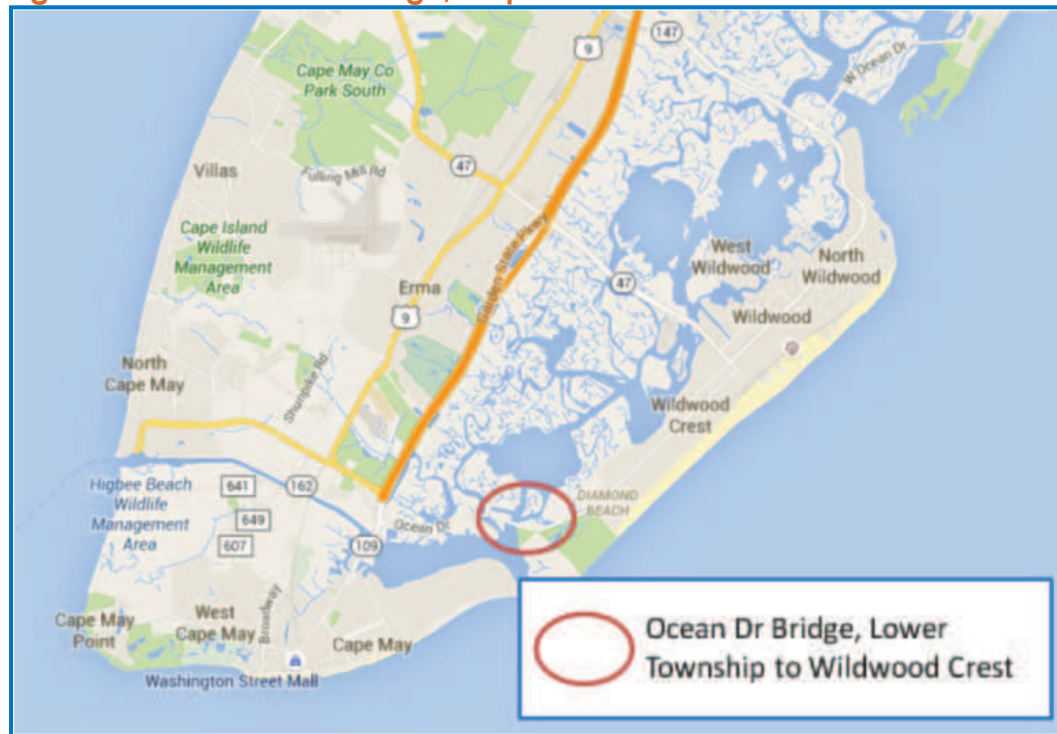 9
147
W Ocean Dr
Cape May Co
Park South
47
Villas
Fulling Mill Rd
Garden State Pkwy
Cape Island
Wildlife
Management
Area
West
Wildwood
North
Wildwood
Erma
47
9
Wildwood
North
Cape May
Shunpike Rd
Wildwood
Crest
Higbee Beach
Wildlife
Management
Area
641
162
DIAMOND
BEACH
649
Ocean Dr
607
109
Cape May
Point
West
Cape May
Broadway
Cape May
Washington Street Mall
Ocean Dr Bridge, Lower
Township to Wildwood Crest